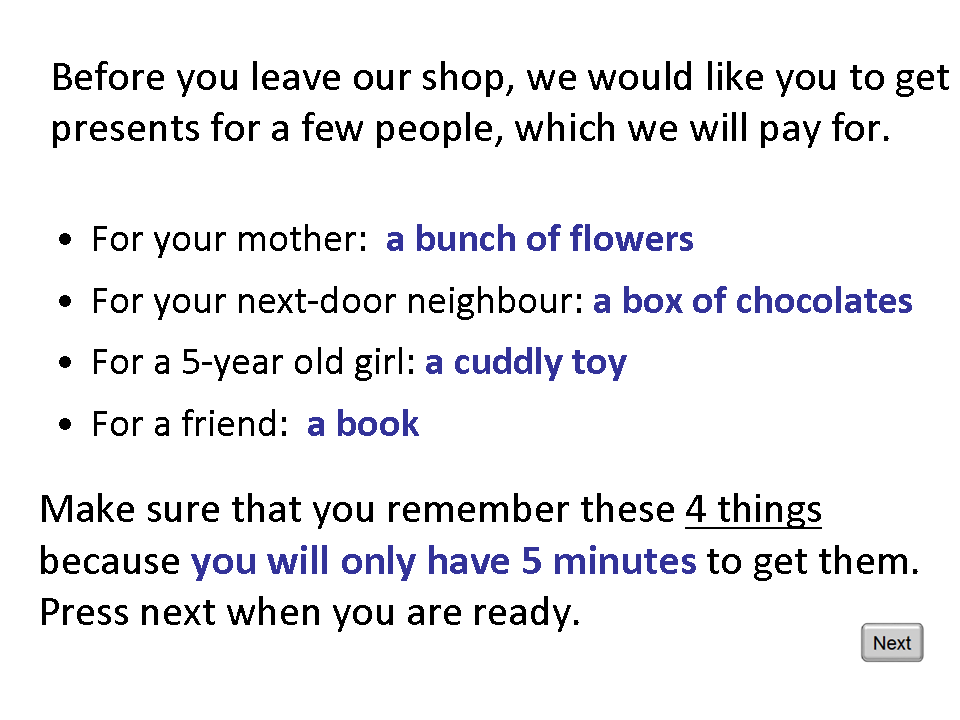 Before you leave our shop, we would like you to get
presents for a few people, which we will pay for.
• For your mother: a bunch of flowers
• For your next-door neighbour: a box of chocolates
• For a 5-year old girl: a cuddly toy
• For a friend: a book
Make sure that you remember these 4 things
because you will only have 5 minutes to get them.
Press next when you are ready.
Next